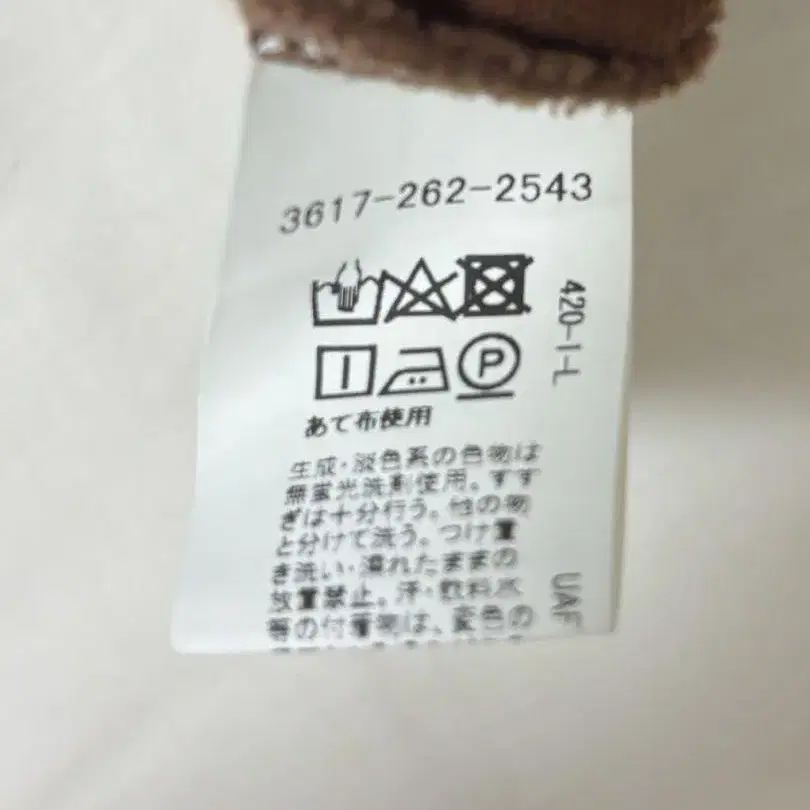 3617-262-2543
P
あて布使用
生成・淡色系の色物は
無蛍光洗剤使用。すす
ぎは十分行う。他の物
と分けて洗う。つけ置
き洗い・濡れたままの
放置禁止。汗・飲料水
等の付着物は、変色の
420-1-L
UAF